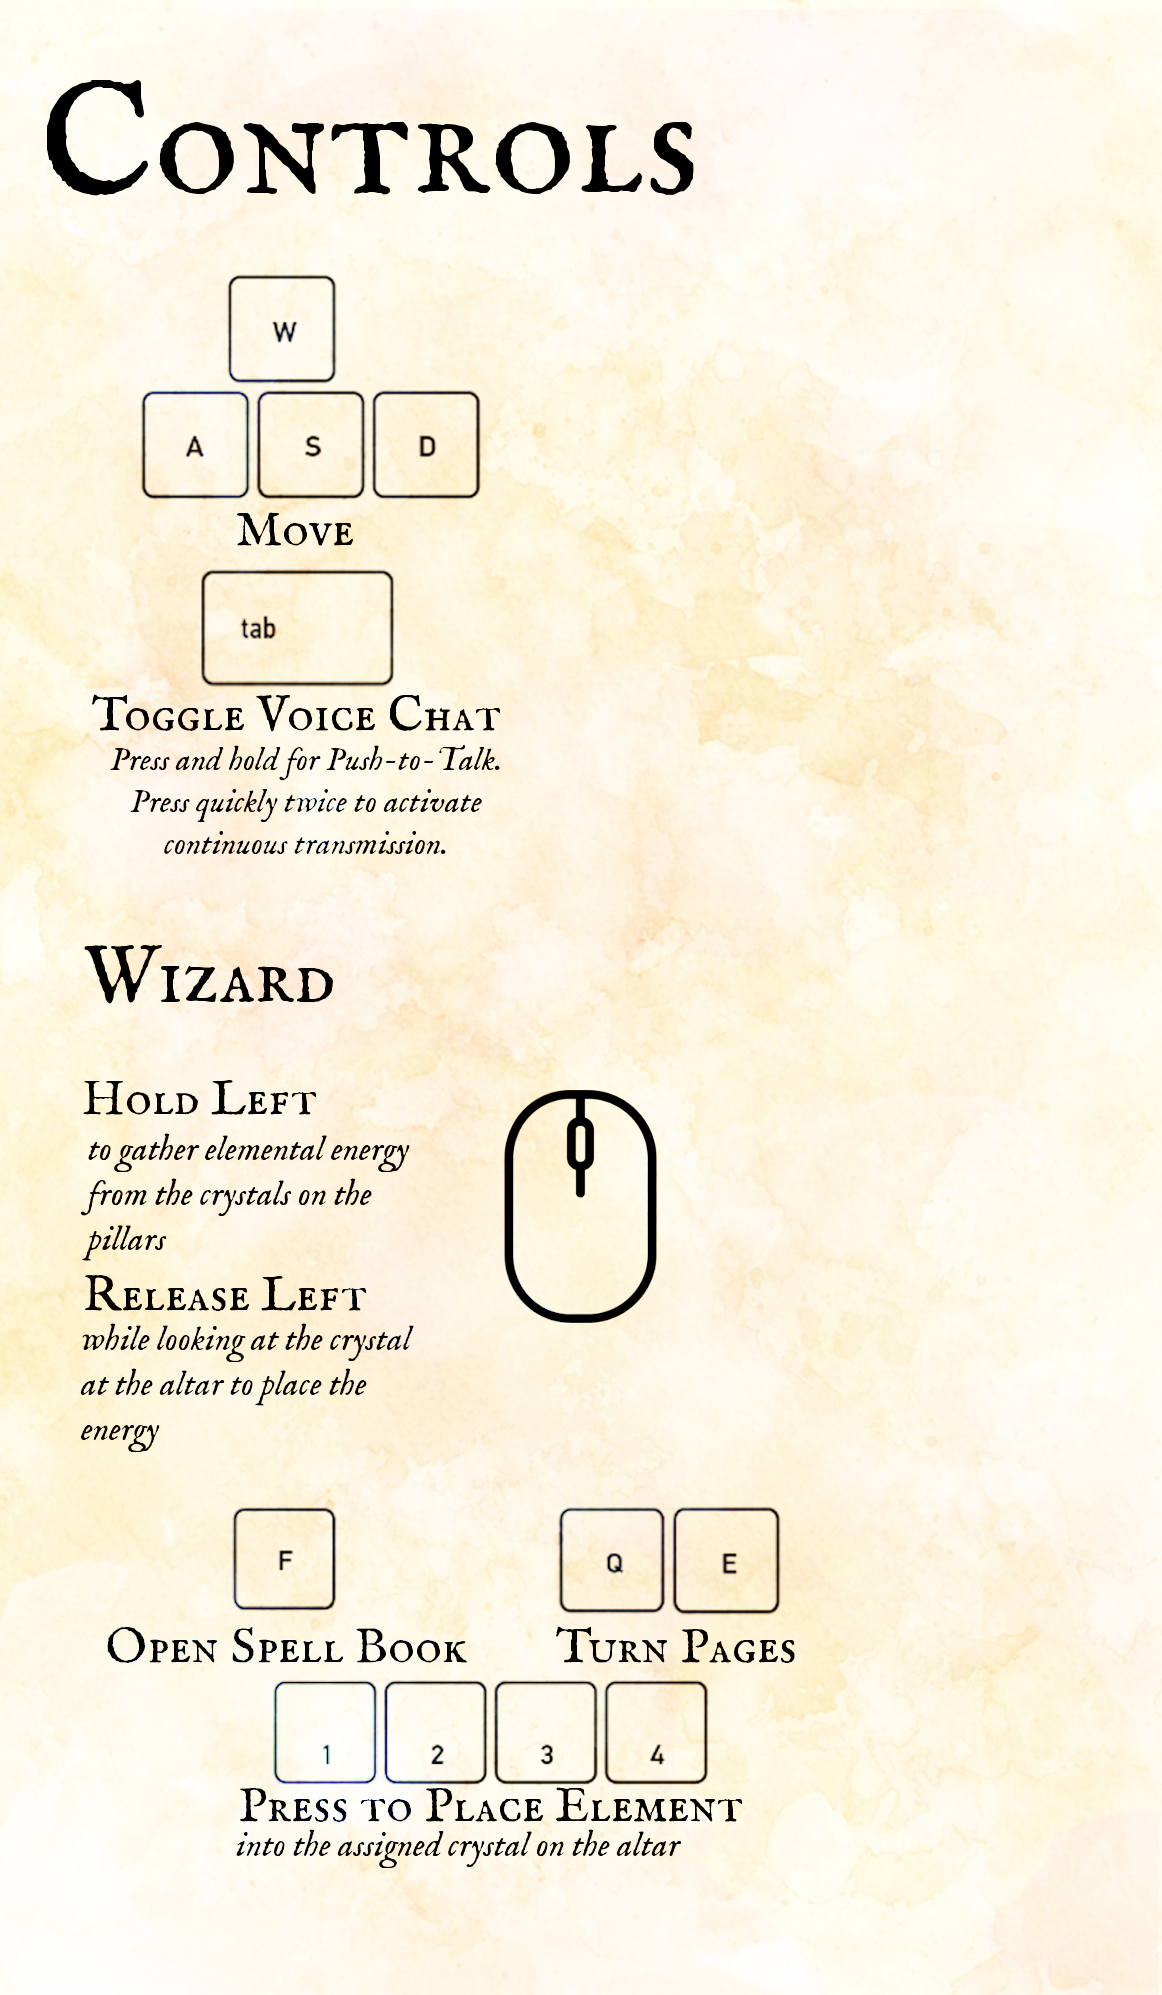 Controls
W
A S D
Move
tab
Toggle Voice Chat
Press and hold for Push-to-Talk.
Press quickly twice to activate
continuous transmission.
Wizard
Hold Left
to gather elemental energy
from the crystals on the
pillars
Release Left
while looking at the crystal
at the altar to place the
energy
F
Q E
Open Spell Book
Turn Pages
1 2 3 4
Press to Place Element
into the assigned crystal on the altar